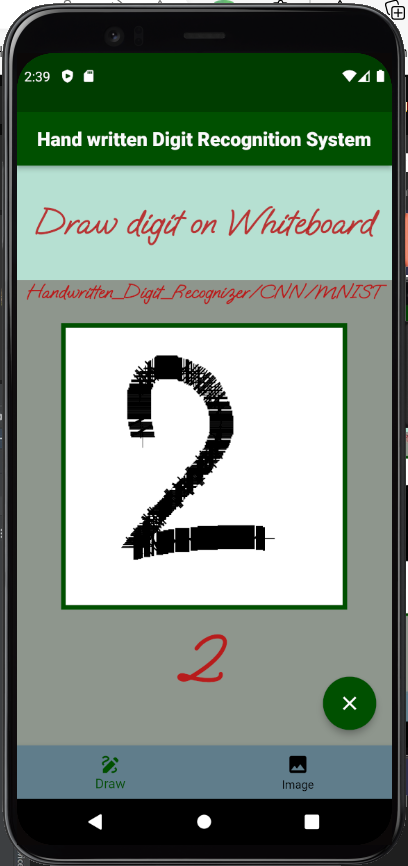 2:39
Hand written Digit Recognition System
Draw digit on Whiteboard
Handwritten_Digit_Recognizer/CNN/MNIST
2
2
Draw
Image